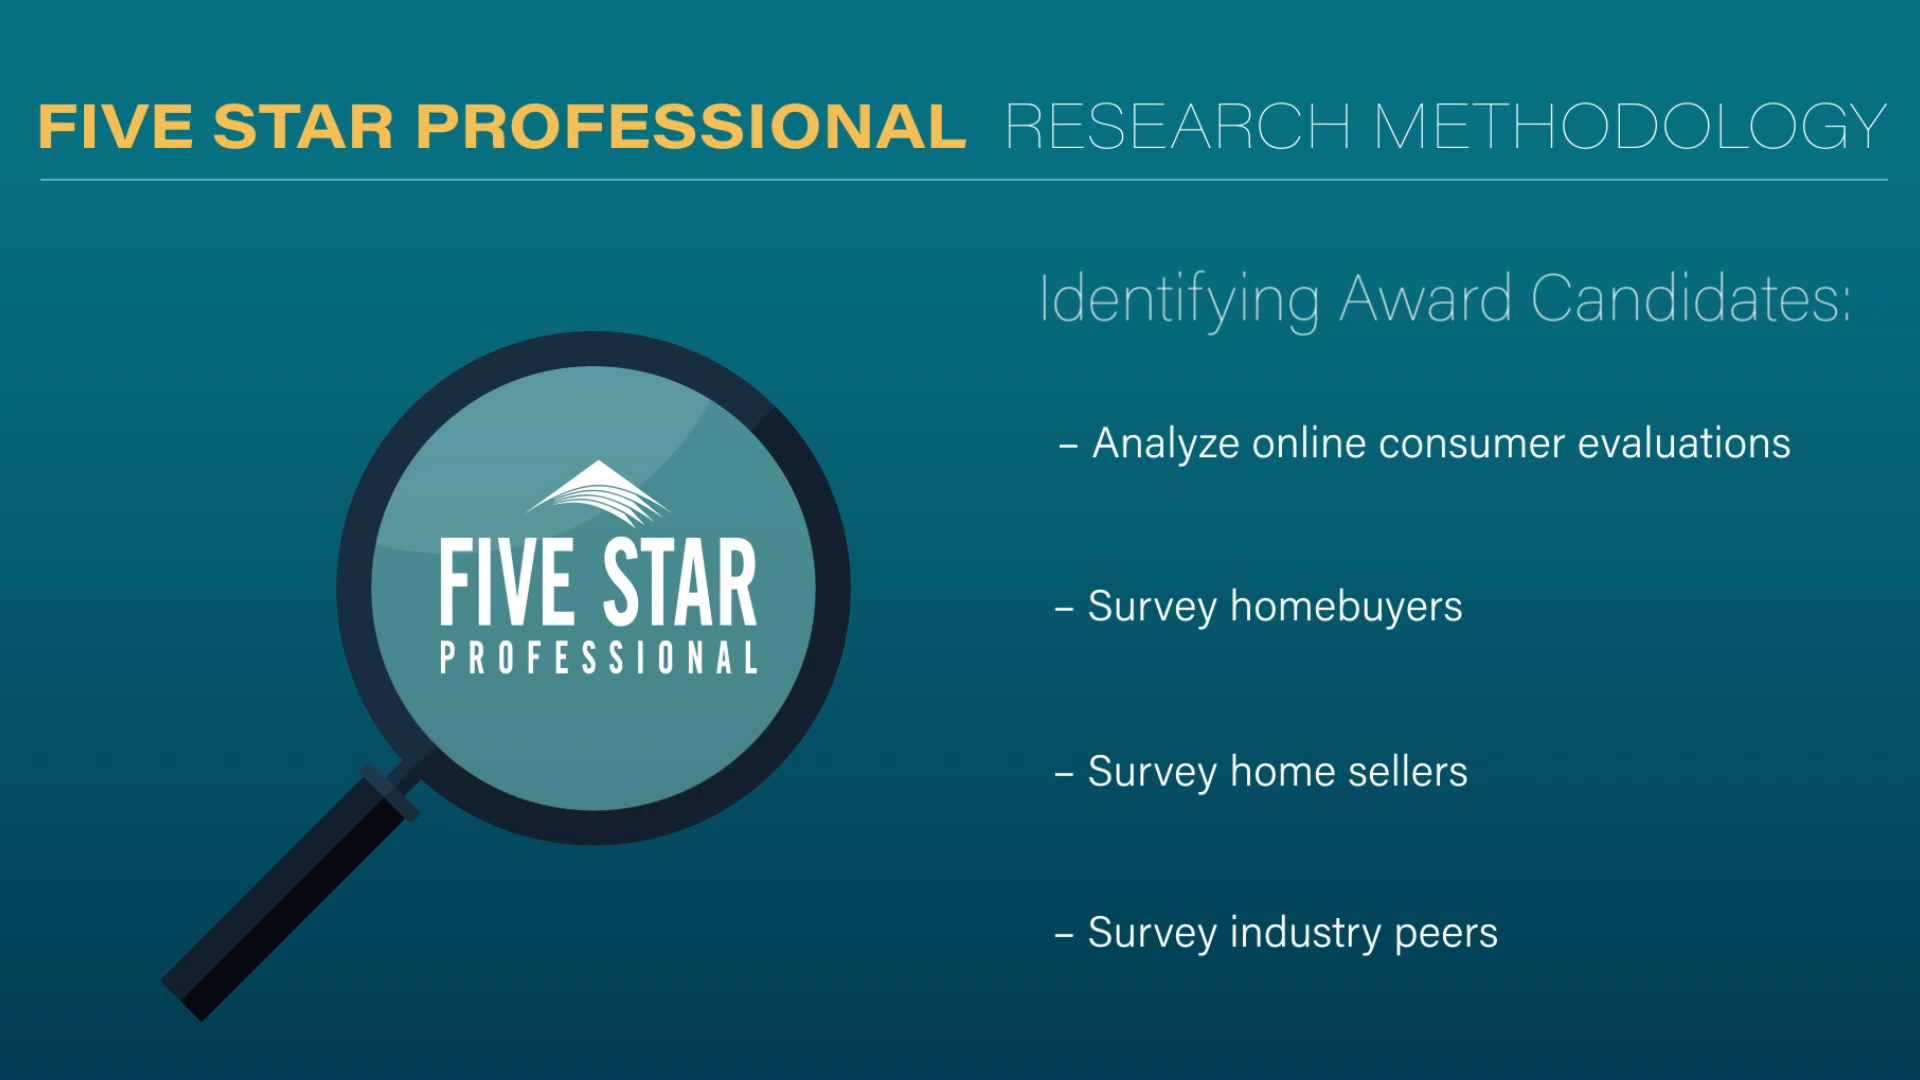 FIVE STAR PROFESSIONAL RESEARCH METHODOLOGY
FIVE STAR
PROFESSIONAL
Identifying Award Candidates:
– Analyze online consumer evaluations
– Survey homebuyers
– Survey home sellers
– Survey industry peers